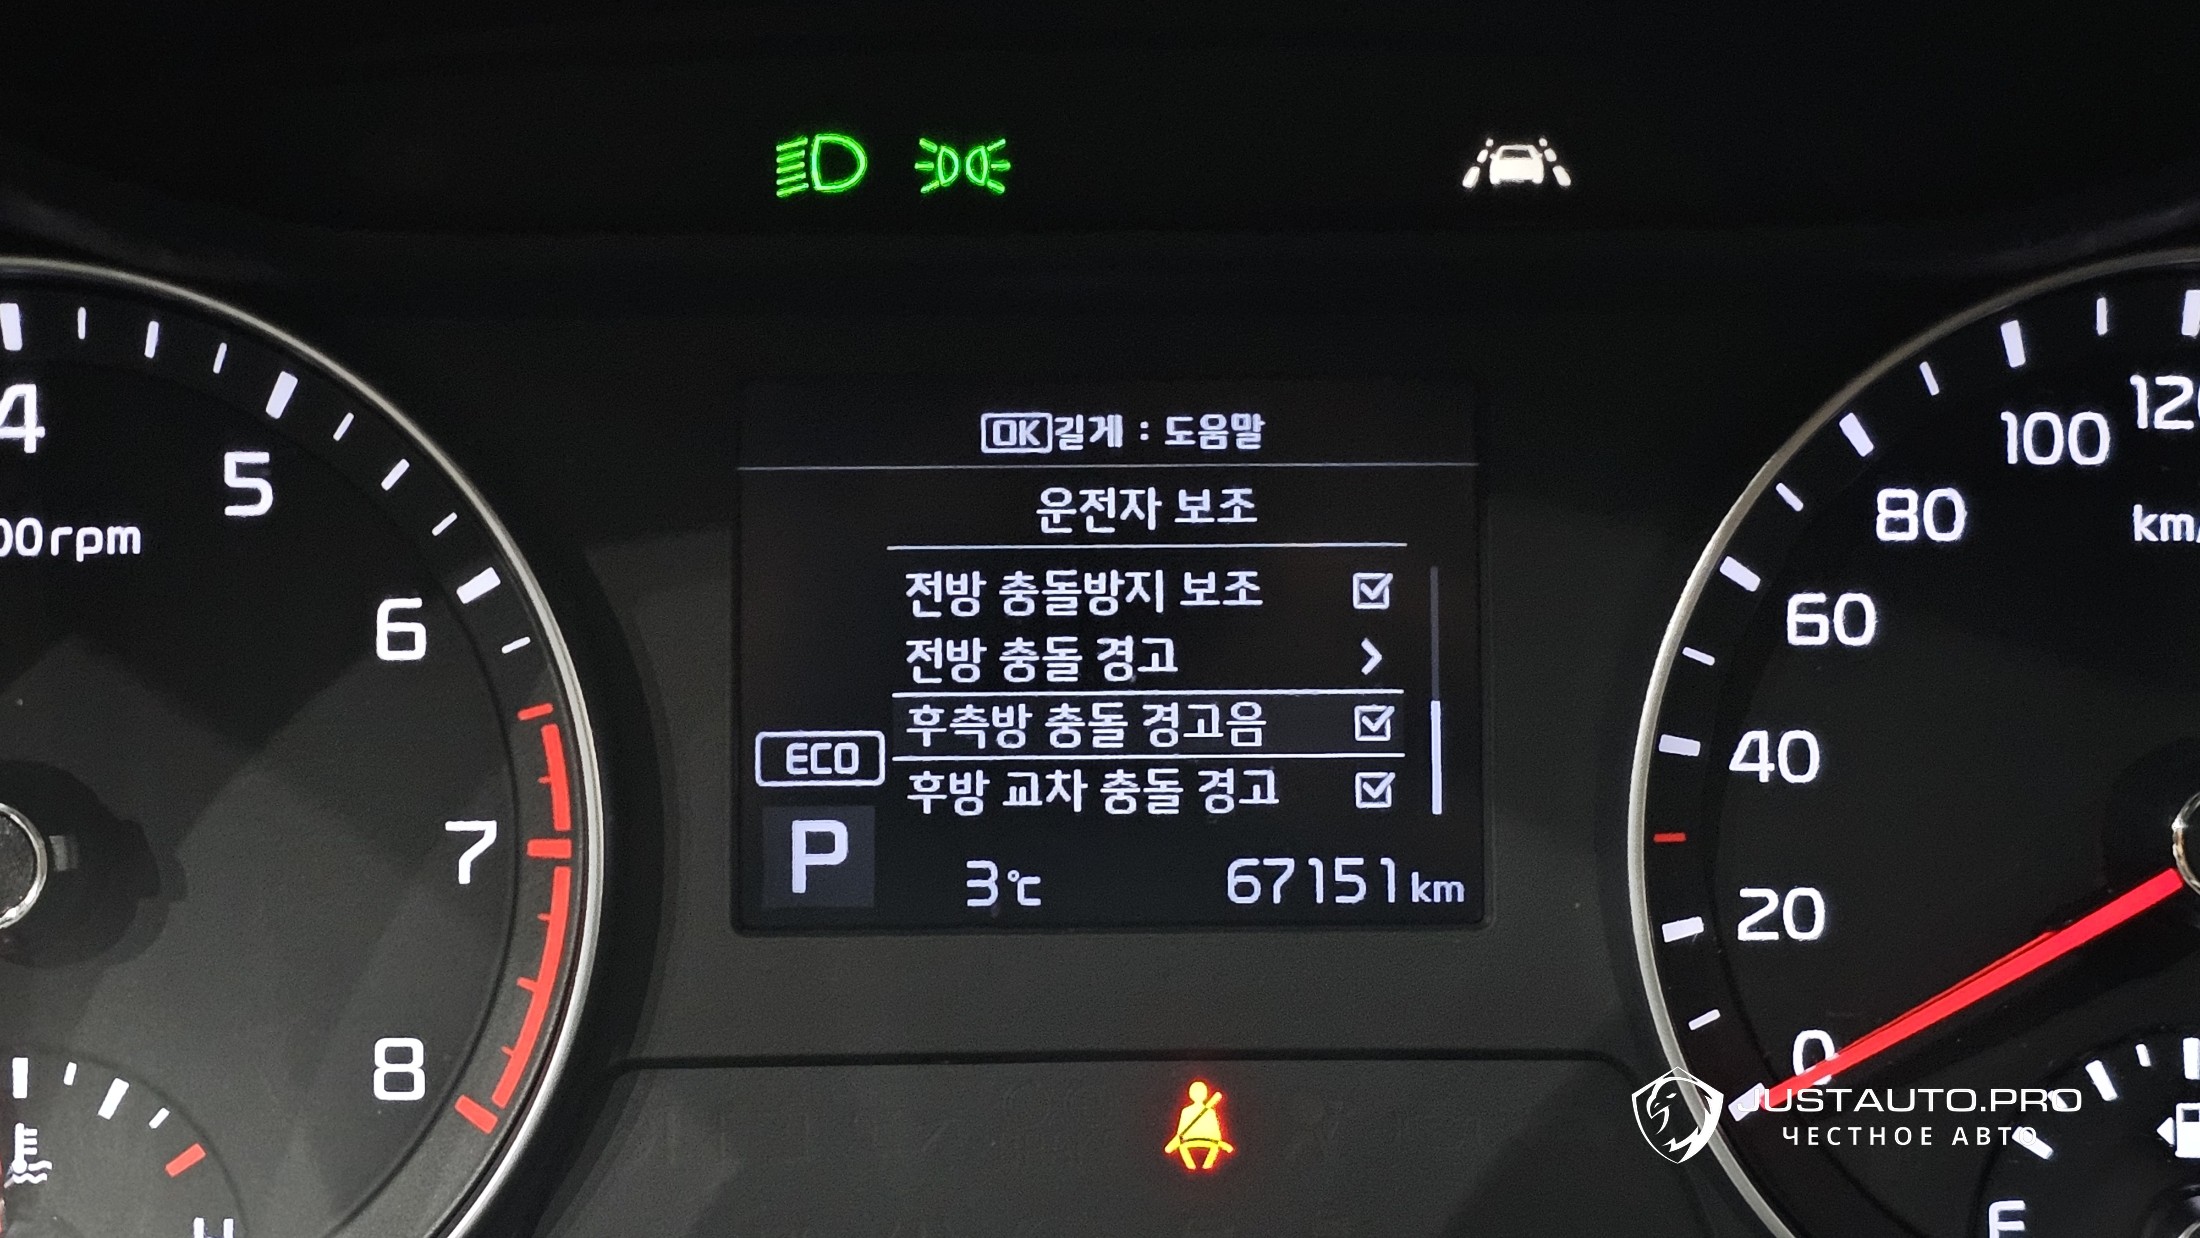 OK길게 : 도움말
운전자 보조
전방 충돌방지 보조
전방 충돌 경고
후측방 충돌 경고음
후방 교차 충돌 경고
ECO
P
3℃
67151km
4
5
00rpm
6
7
8
H
120
100
80
km/
60
40
20
0
E
JUSTAUTO.PRO
ЧЕСТНОЕ АВТО